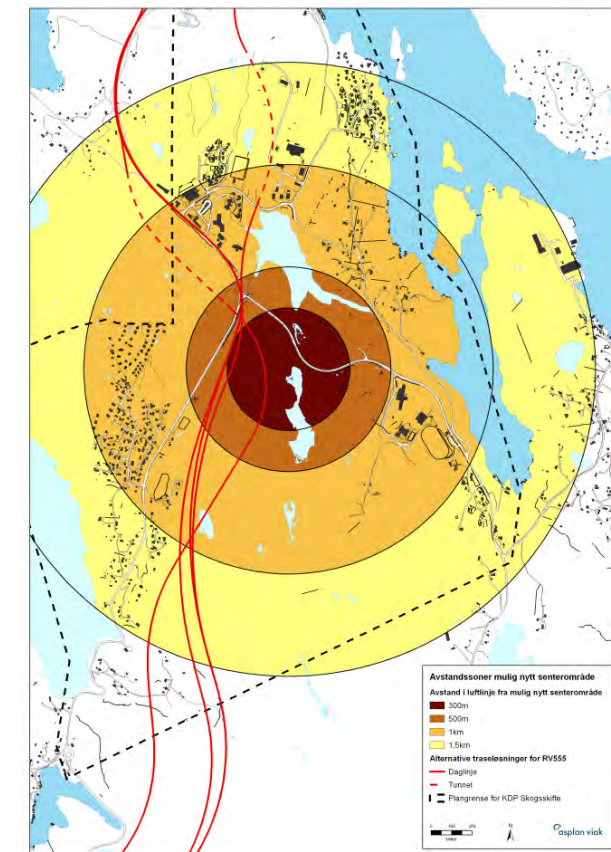 Avstandssoner mulig nytt senterområde
Avstand i luftlinje fra mulig nytt senterområde
300m
500m
1km
1,5km
Alternative traseløsninger for RV555
Daglinje
Tunnel
Plangrense for KDP Skogsskifte
N
asplan viak